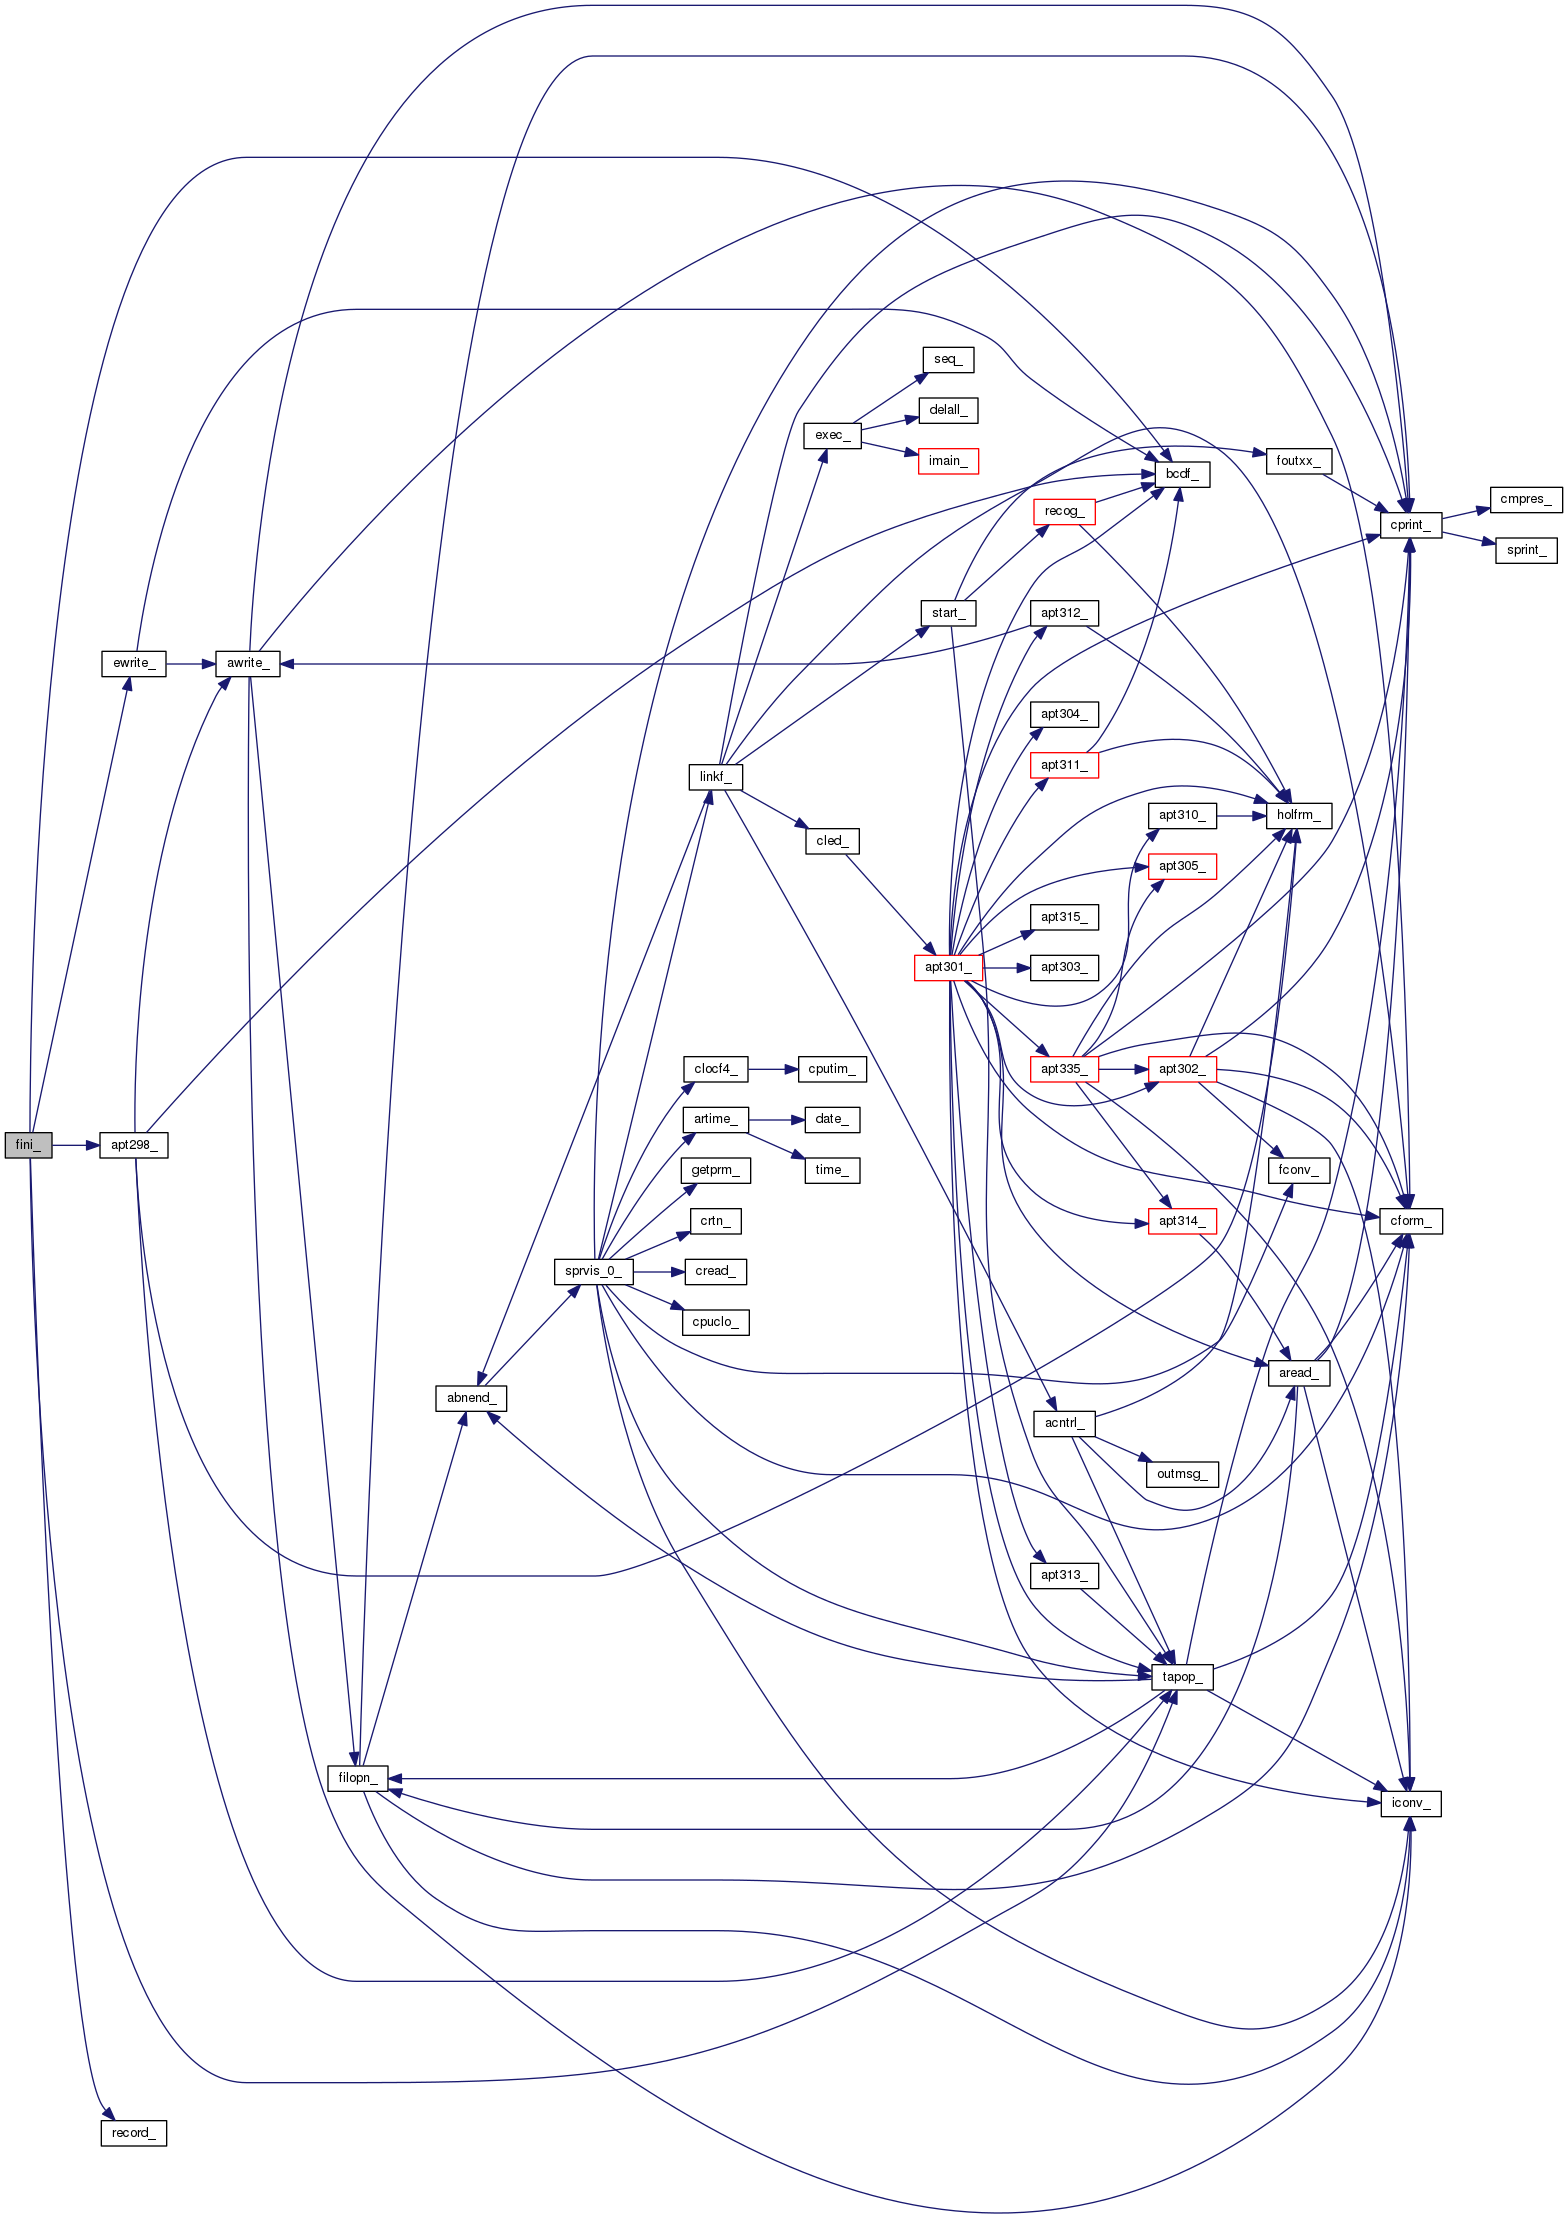 seq_
delall_
exec_
imain_
foutxx_
bcdf_
cmpres_
recog_
cprint_
sprint_
start_
apt312_
ewrite_
awrite_
apt304_
apt311_
linkf_
holfrm_
apt310_
cled_
apt305_
apt315_
apt301_
apt303_
clocf4_
cputim_
apt335_
apt302_
artime_
date_
fini_
apt298_
getprm_
time_
fconv_
crtn_
apt314_
cform_
sprvis_0_
cread_
cpuclo_
aread_
abnend_
acntrl_
outmsg_
apt313_
tapop_
filopn_
iconv_
record_